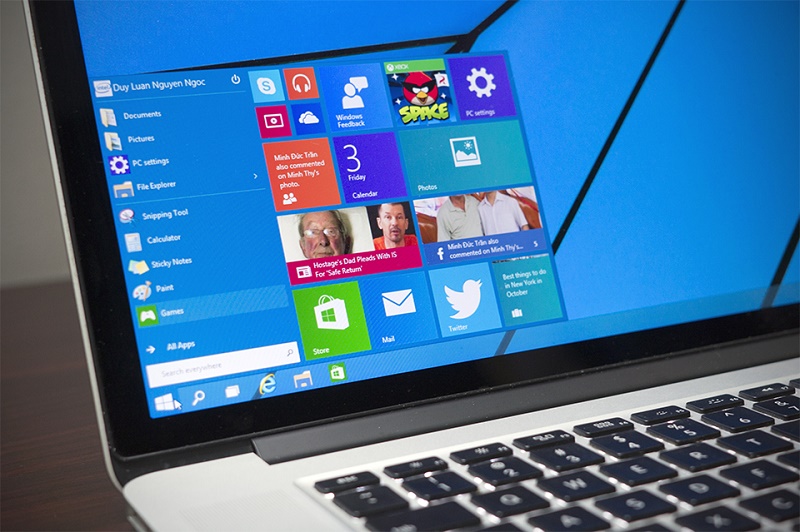 Duy Luan Nguyen Ngoc
Documents
Pictures
PC settings
File Explorer
Snipping Tool
Calculator
Sticky Notes
Paint
Games
All Apps
Search everywhere
S
Windows
Feedback
XBOX
SPACE
PC settings
Minh Đức Trần
also commented
on Minh Thy's
photo.
3
Friday
Calendar
Photos
Hostage's Dad Pleads With IS
For 'Safe Return'
f
Minh Đức Trần also
commented on Minh Thy's...
5
Store
Mail
Twitter
Best things to do
in New York in
October